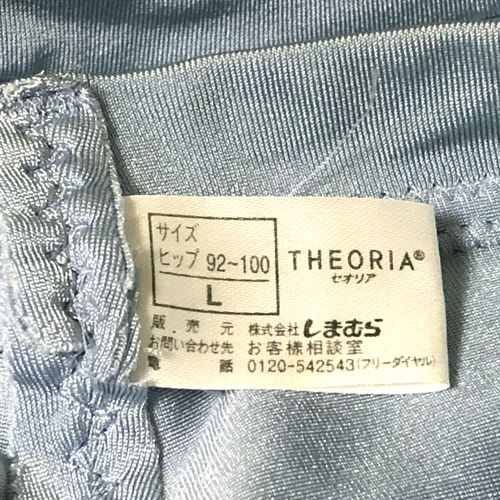 サイズ
ヒップ 92~100
L
THEORIA®
セオリア
販売元 株式会社しまむら
お問い合わせ先 お客様相談室
電話 0120-542543(フリーダイヤル)